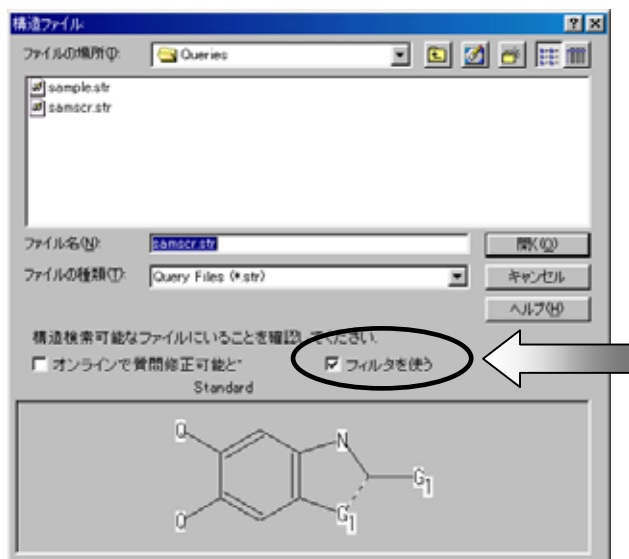 構造ファイル
ファイルの場所(I): Queries
sample.str
samscr.str
ファイル名(N): samscr.str 開く(O)
ファイルの種類(T): Query Files (*.str) キャンセル
ヘルプ(H)
構造検索可能なファイルにいることを確認してください.
オンラインで質問修正可能と フィルタを使う
Standard
O
N
G1
O
G1